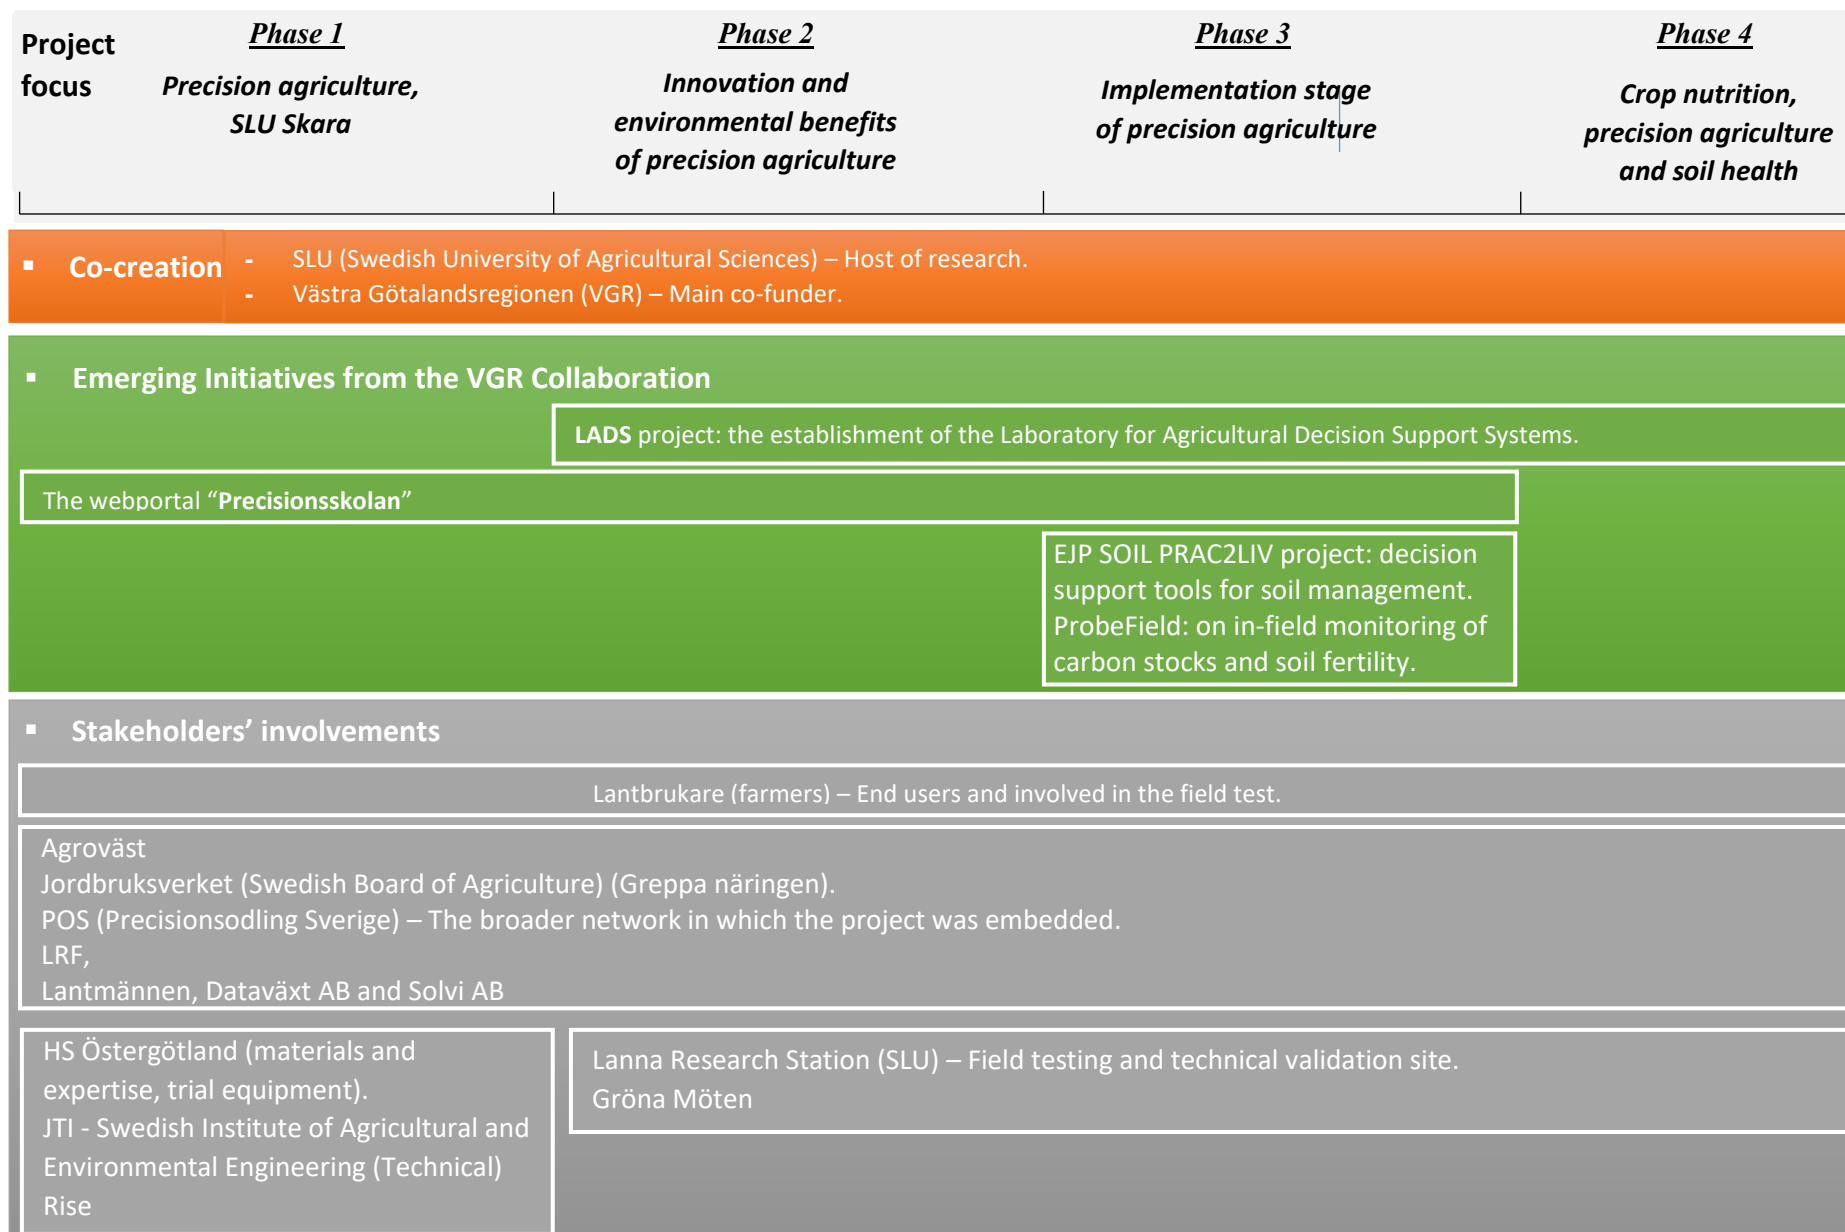 Project focus
Phase 1
Precision agriculture,
SLU Skara
Phase 2
Innovation and
environmental benefits
of precision agriculture
Phase 3
Implementation stage
of precision agriculture
Phase 4
Crop nutrition,
precision agriculture
and soil health
▪ Co-creation
- SLU (Swedish University of Agricultural Sciences) – Host of research.
- Västra Götalandsregionen (VGR) – Main co-funder.
▪ Emerging Initiatives from the VGR Collaboration
LADS project: the establishment of the Laboratory for Agricultural Decision Support Systems.
The webportal “Precisionsskolan”
EJP SOIL PRAC2LIV project: decision
support tools for soil management.
ProbeField: on in-field monitoring of
carbon stocks and soil fertility.
▪ Stakeholders’ involvements
Lantbrukare (farmers) – End users and involved in the field test.
Agroväst
Jordbruksverket (Swedish Board of Agriculture) (Greppa näringen).
POS (Precisionsodling Sverige) – The broader network in which the project was embedded.
LRF,
Lantmännen, Dataväxt AB and Solvi AB
HS Östergötland (materials and
expertise, trial equipment).
JTI - Swedish Institute of Agricultural and
Environmental Engineering (Technical)
Rise
Lanna Research Station (SLU) – Field testing and technical validation site.
Gröna Möten